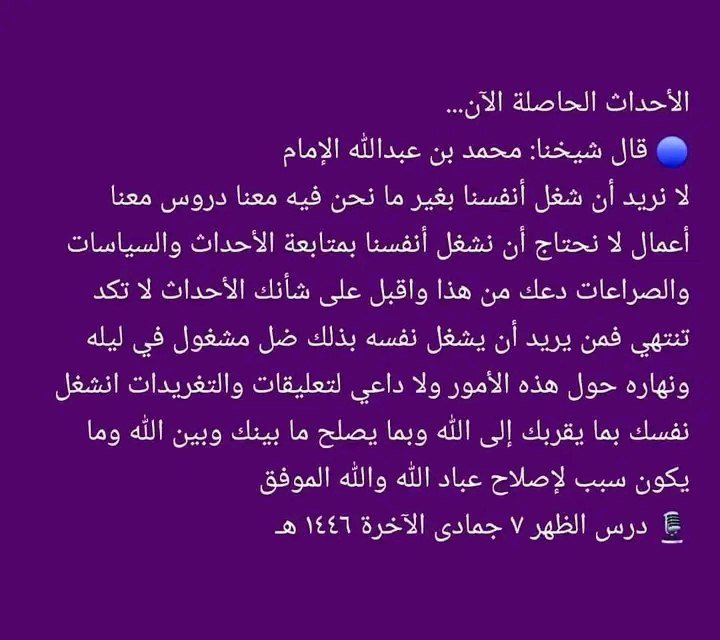 الأحداث الحاصلة الآن...
🔵 قال شيخنا: محمد بن عبدالله الإمام
لا نريد أن شغل أنفسنا بغير ما نحن فيه معنا دروس معنا
أعمال لا نحتاج أن نشغل أنفسنا بمتابعة الأحداث والسياسات
والصراعات دعك من هذا واقبل على شأنك الأحداث لا تكد
تنتهي فمن يريد أن يشغل نفسه بذلك ضل مشغول في ليله
ونهاره حول هذه الأمور ولا داعي لتعليقات والتغريدات انشغل
نفسك بما يقربك إلى الله وبما يصلح ما بينك وبين الله وما
يكون سبب لإصلاح عباد الله والله الموفق
🎙 درس الظهر ٧ جمادى الآخرة ١٤٤٦ هـ